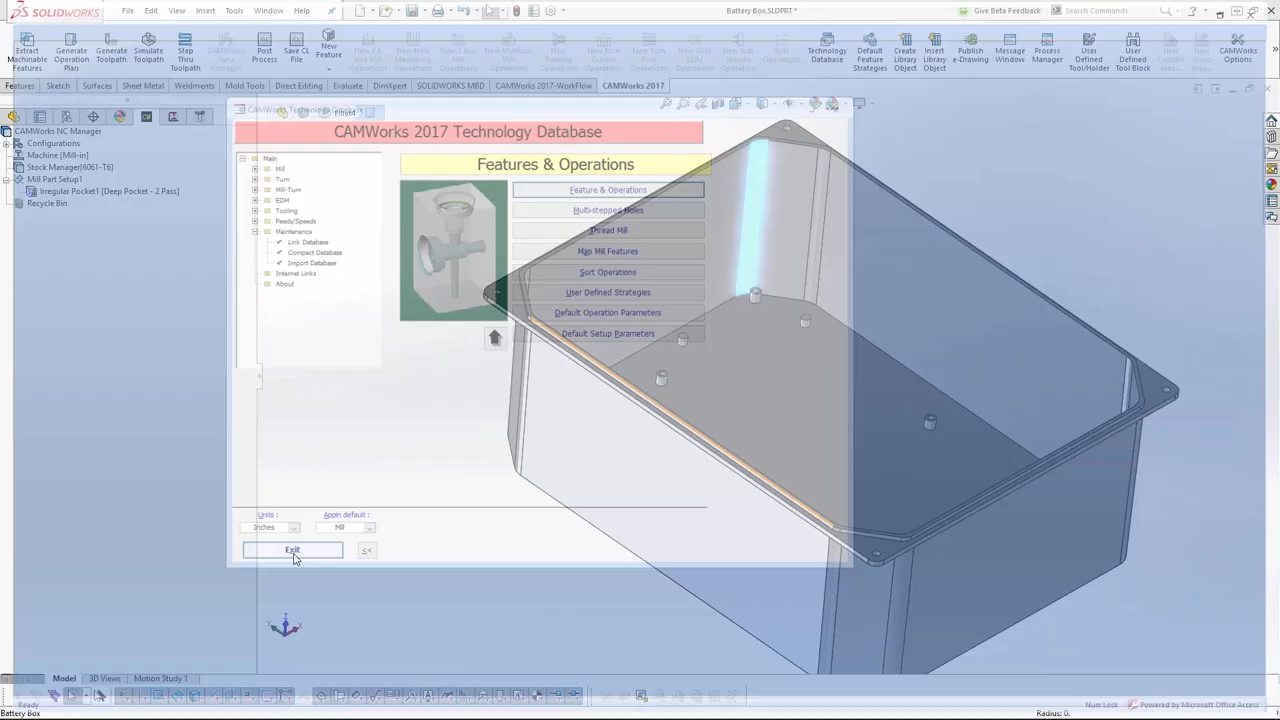 SOLIDWORKS
File
Edit
View
Insert
Tools
Window
Help
Battery Box.SLDPRT *
Give Beta Feedback
Search Commands
Extract Machinable Features
Generate Operation Plan
Generate Toolpath
Simulate Toolpath
Step Thru Toolpath
CAMWorks Sync Manager
Post Process
Save CL File
New Feature
Technology Database
Default Feature Strategies
Create Library Object
Insert Library Object
Publish e-Drawing
Message Window
Process Manager
User Defined Tool/Holder
User Defined Tool Block
CAMWorks Options
Features
Sketch
Surfaces
Sheet Metal
Weldments
Mold Tools
Direct Editing
Evaluate
DimXpert
SOLIDWORKS MBD
CAMWorks 2017-WorkFlow
CAMWorks 2017
CAMWorks Technology Database
Fillet4
CAMWorks NC Manager
Configurations
Machine [Mill-in]
Stock Manager[6061-T6]
Mill Part Setup1
Irregular Pocket1 [Deep Pocket - 2 Pass]
Recycle Bin
CAMWorks 2017 Technology Database
Main
Mill
Turn
Mill-Turn
EDM
Tooling
Feeds/Speeds
Maintenance
Link Database
Compact Database
Import Database
Internet Links
About
Features & Operations
Feature & Operations
Multi-stepped Holes
Thread Mill
Map Mill Features
Sort Operations
User Defined Strategies
Default Operation Parameters
Default Setup Parameters
Units :
Appln default :
Inches
Mill
Exit
<<
Z
Y
X
Model
3D Views
Motion Study 1
Ready
Num Lock
Powered by Microsoft Office Access
Battery Box
Radius: 0.